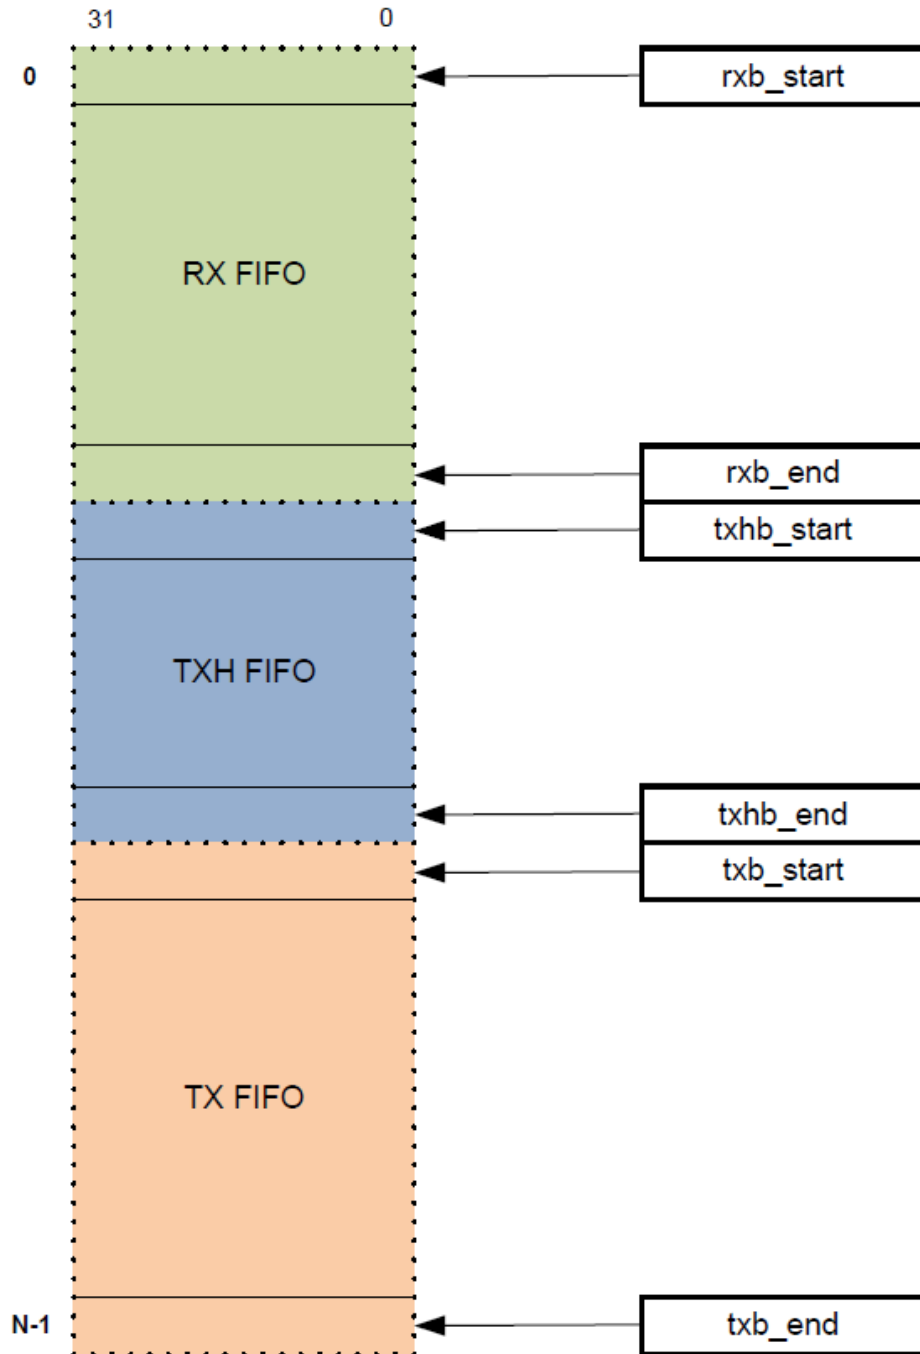 31
0
0
rxb_start
RX FIFO
rxb_end
txhb_start
TXH FIFO
txhb_end
txb_start
TX FIFO
N-1
txb_end